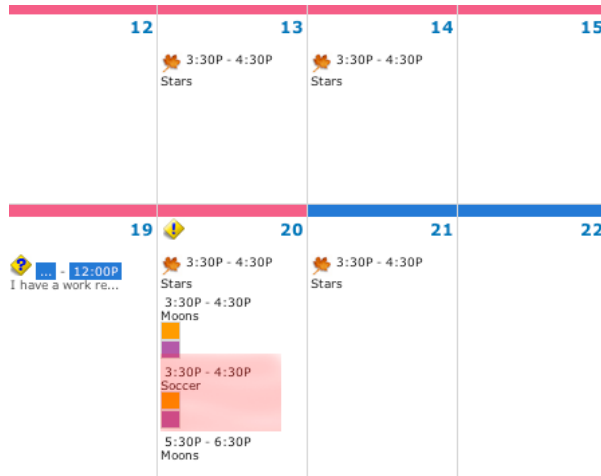 12
13
14
15
3:30P - 4:30P
Stars
3:30P - 4:30P
Stars
19
20
21
22
... - 12:00P
I have a work re...
3:30P - 4:30P
Stars
3:30P - 4:30P
Moons
3:30P - 4:30P
Soccer
5:30P - 6:30P
Moons
3:30P - 4:30P
Stars